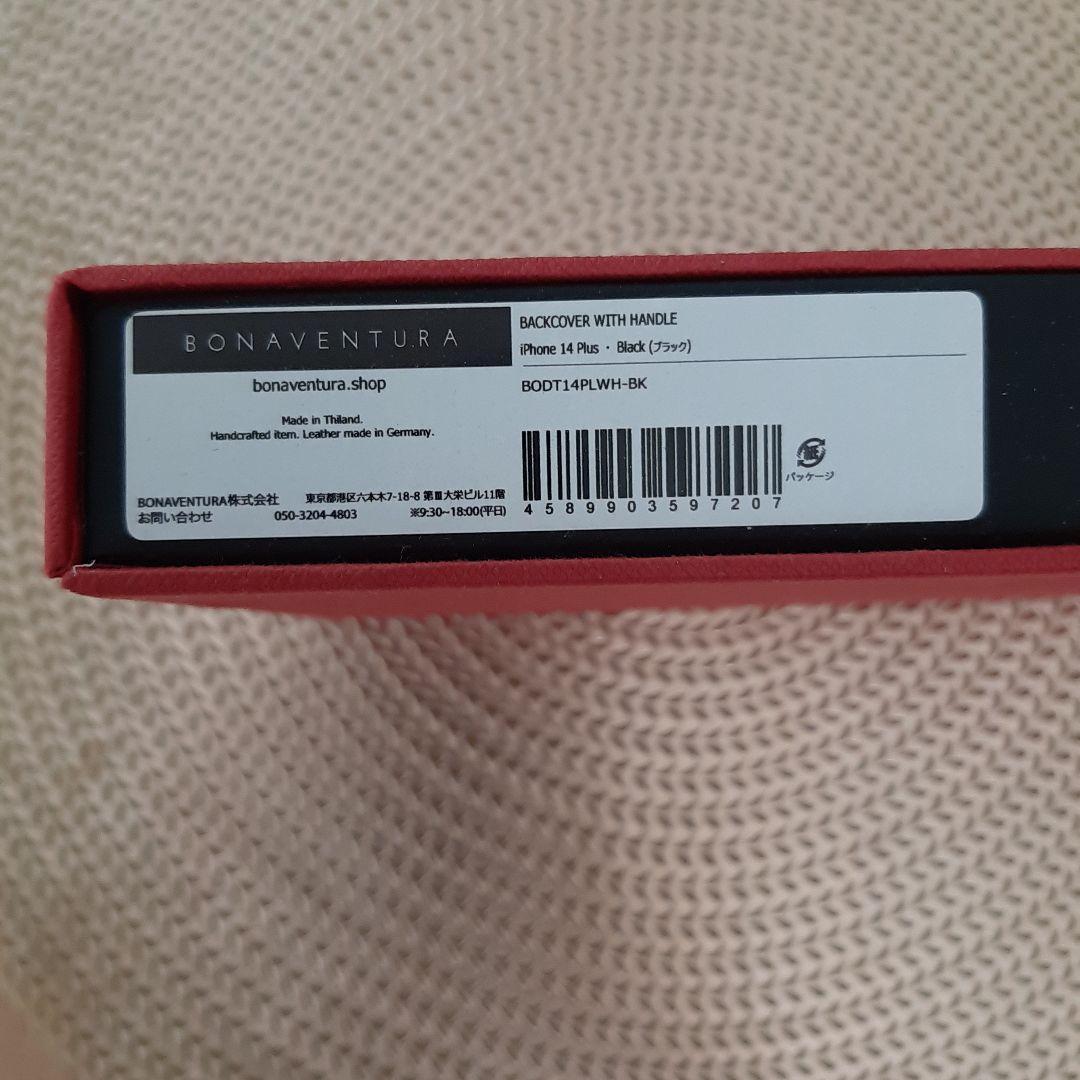 BONAVENTURA
bonaventura.shop
Made in Thiland.
Handcrafted item. Leather made in Germany.
BONAVENTURA株式会社 東京都港区六本木7-18-8 第Ⅲ大栄ビル11階
お問い合わせ 050-3204-4803 ※9:30~18:00(平日)
BACKCOVER WITH HANDLE
iPhone 14 Plus ・ Black (ブラック)
BODT14PLWH-BK
4589903597207
パッケージ